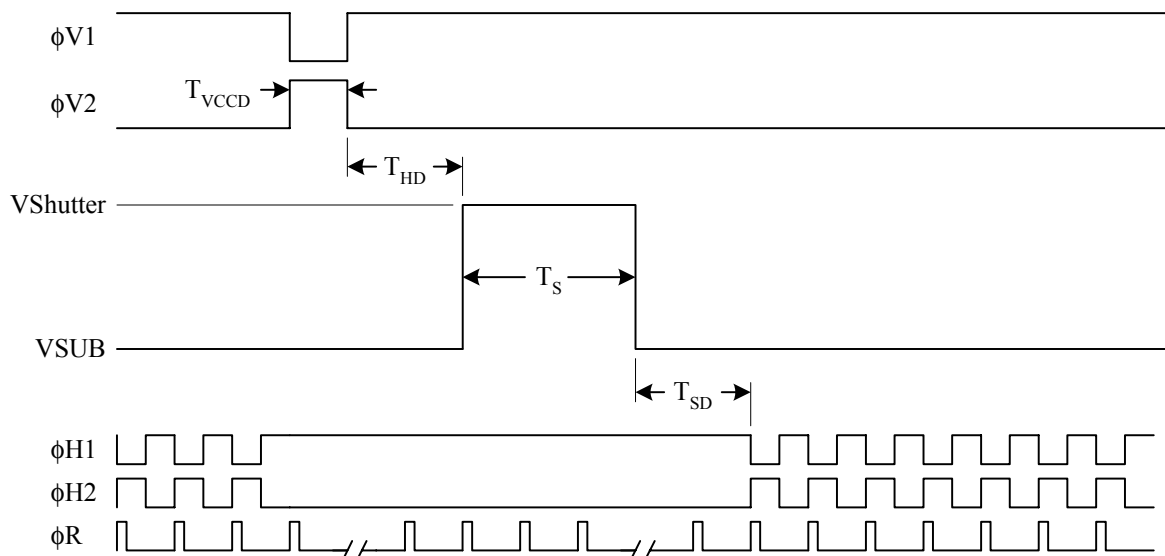 ϕV1
ϕV2
T_VCCD
T_HD
VShutter
T_S
VSUB
T_SD
ϕH1
ϕH2
ϕR